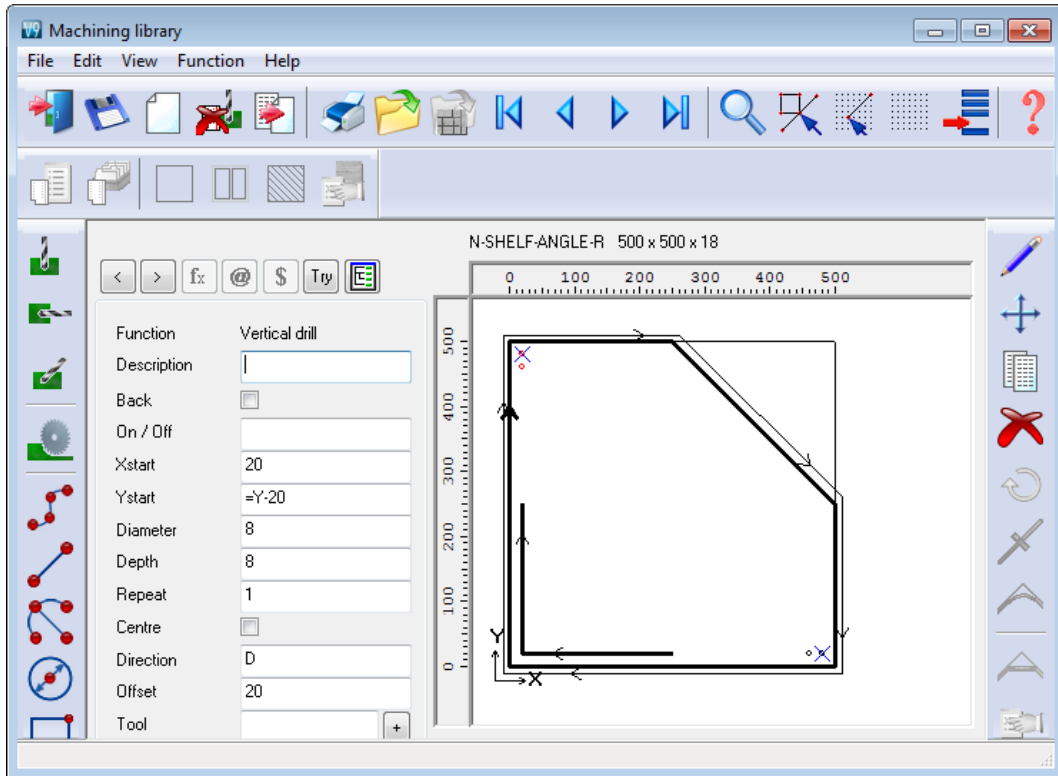 V9 Machining library
File Edit View Function Help
N-SHELF-ANGLE-R 500 x 500 x 18
< > fx @ $ Try
0 100 200 300 400 500
Function Vertical drill
Description
Back
On / Off
Xstart 20
Ystart =Y-20
Diameter 8
Depth 8
Repeat 1
Centre
Direction D
Offset 20
Tool +
500
400
300
200
100
0
Y
X